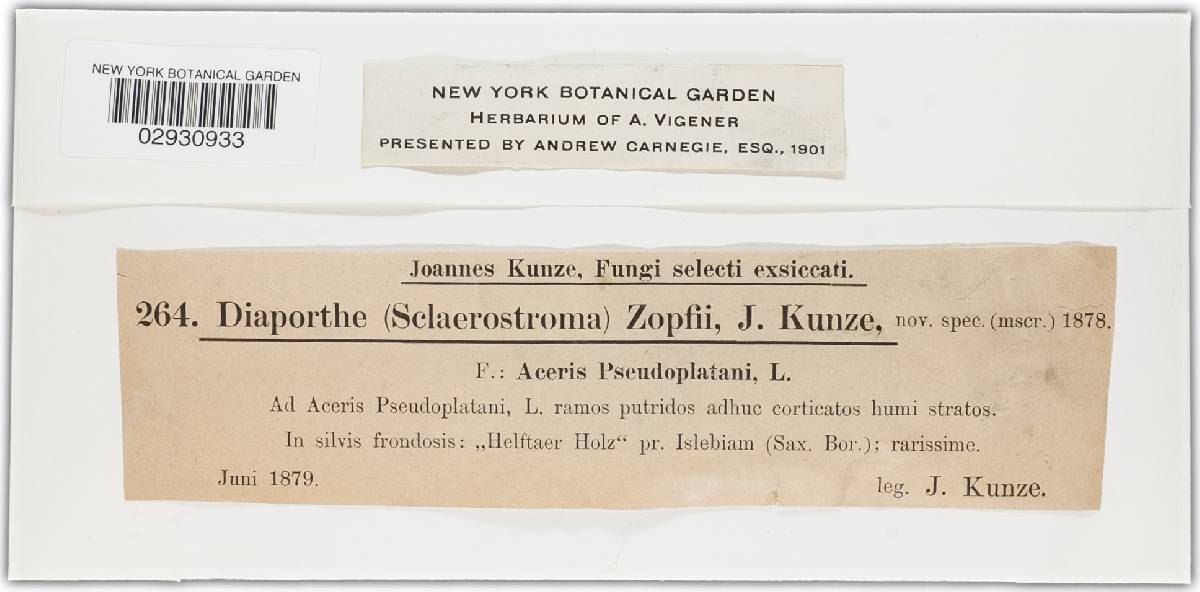 NEW YORK BOTANICAL GARDEN
02930933
NEW YORK BOTANICAL GARDEN
HERBARIUM OF A. VIGENER
PRESENTED BY ANDREW CARNEGIE, ESQ., 1901
Joannes Kunze, Fungi selecti exsiccati.
264. Diaporthe (Sclaerostroma) Zopfii, J. Kunze, nov. spec. (mscr.) 1878.
F.: Aceris Pseudoplatani, L.
Ad Aceris Pseudoplatani, L. ramos putridos adhuc corticatos humi stratos.
In silvis frondosis: „Helftaer Holz“ pr. Islebiam (Sax. Bor.); rarissime.
Juni 1879.
leg. J. Kunze.